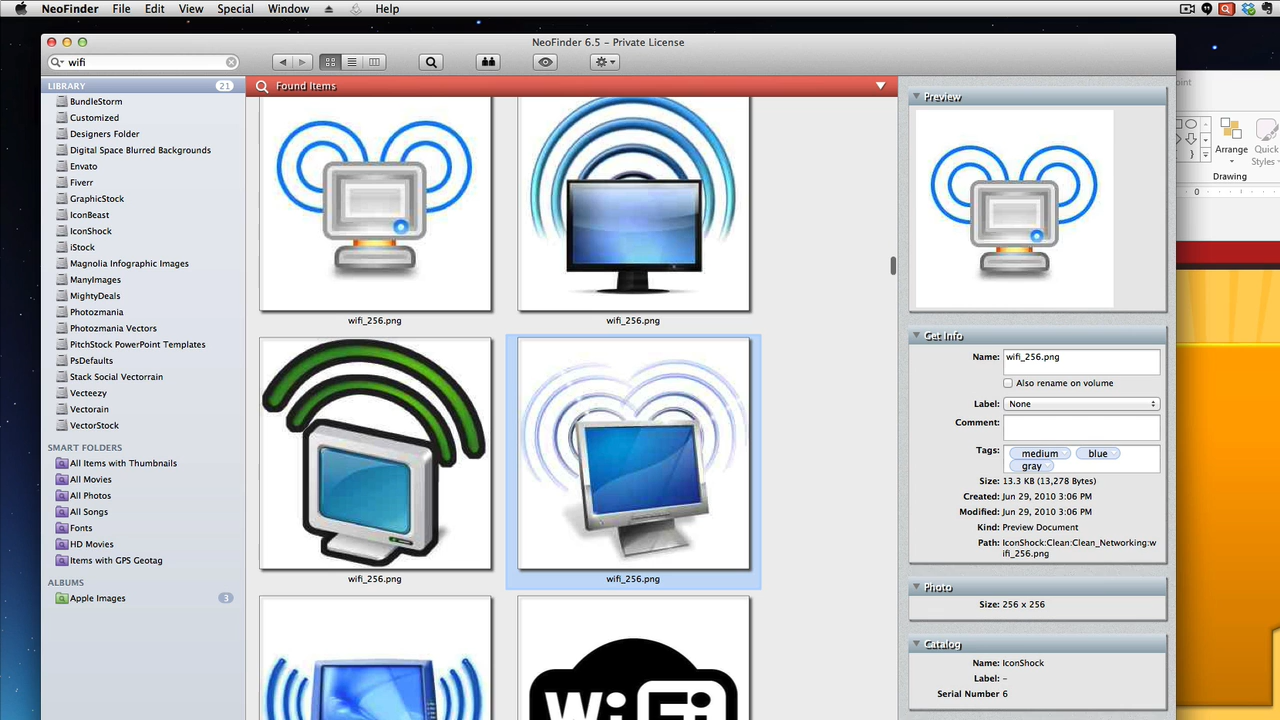 NeoFinder File Edit View Special Window Help
NeoFinder 6.5 – Private License
wifi
LIBRARY 21
BundleStorm
Customized
Designers Folder
Digital Space Blurred Backgrounds
Envato
Fiverr
GraphicStock
IconBeast
IconShock
iStock
Magnolia Infographic Images
ManyImages
MightyDeals
Photozmania
Photozmania Vectors
PitchStock PowerPoint Templates
PsDefaults
Stack Social Vectorrain
Vecteezy
Vectorain
VectorStock
SMART FOLDERS
All Items with Thumbnails
All Movies
All Photos
All Songs
Fonts
HD Movies
Items with GPS Geotag
ALBUMS
Apple Images 3
Found Items
wifi_256.png wifi_256.png
wifi_256.png wifi_256.png
WiFi
Preview
Get Info
Name: wifi_256.png
Also rename on volume
Label: None
Comment:
Tags: medium blue
gray
Size: 13.3 KB (13,278 Bytes)
Created: Jun 29, 2010 3:06 PM
Modified: Jun 29, 2010 3:06 PM
Kind: Preview Document
Path: IconShock:Clean:Clean_Networking:w
ifi_256.png
Photo
Size: 256 x 256
Catalog
Name: IconShock
Label: –
Serial Number 6
oint
Arrange Quick
Styles
Drawing
0